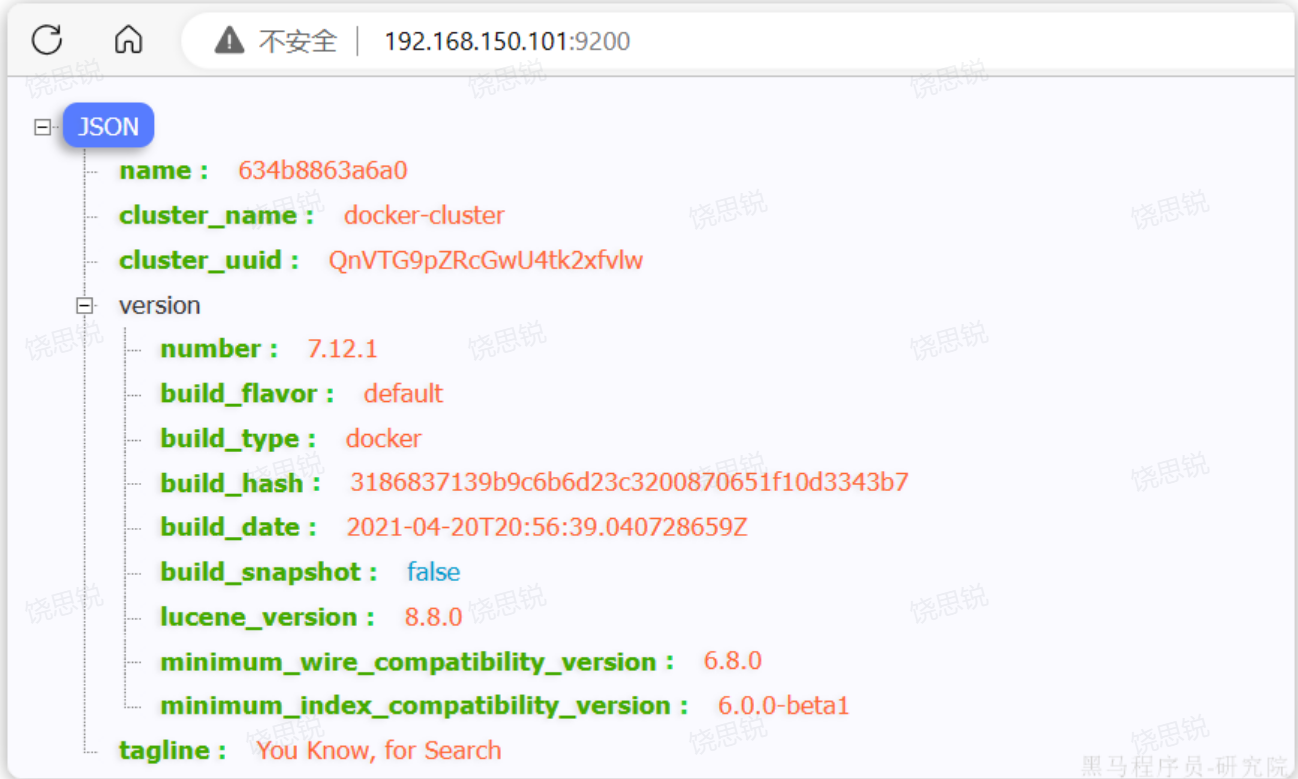 不安全 192.168.150.101:9200
JSON
name : 634b8863a6a0
cluster_name : docker-cluster
cluster_uuid : QnVTG9pZRcGwU4tk2xfvlw
version
number : 7.12.1
build_flavor : default
build_type : docker
build_hash : 3186837139b9c6b6d23c3200870651f10d3343b7
build_date : 2021-04-20T20:56:39.040728659Z
build_snapshot : false
lucene_version : 8.8.0
minimum_wire_compatibility_version : 6.8.0
minimum_index_compatibility_version : 6.0.0-beta1
tagline : You Know, for Search
饶思锐
黑马程序员-研究院